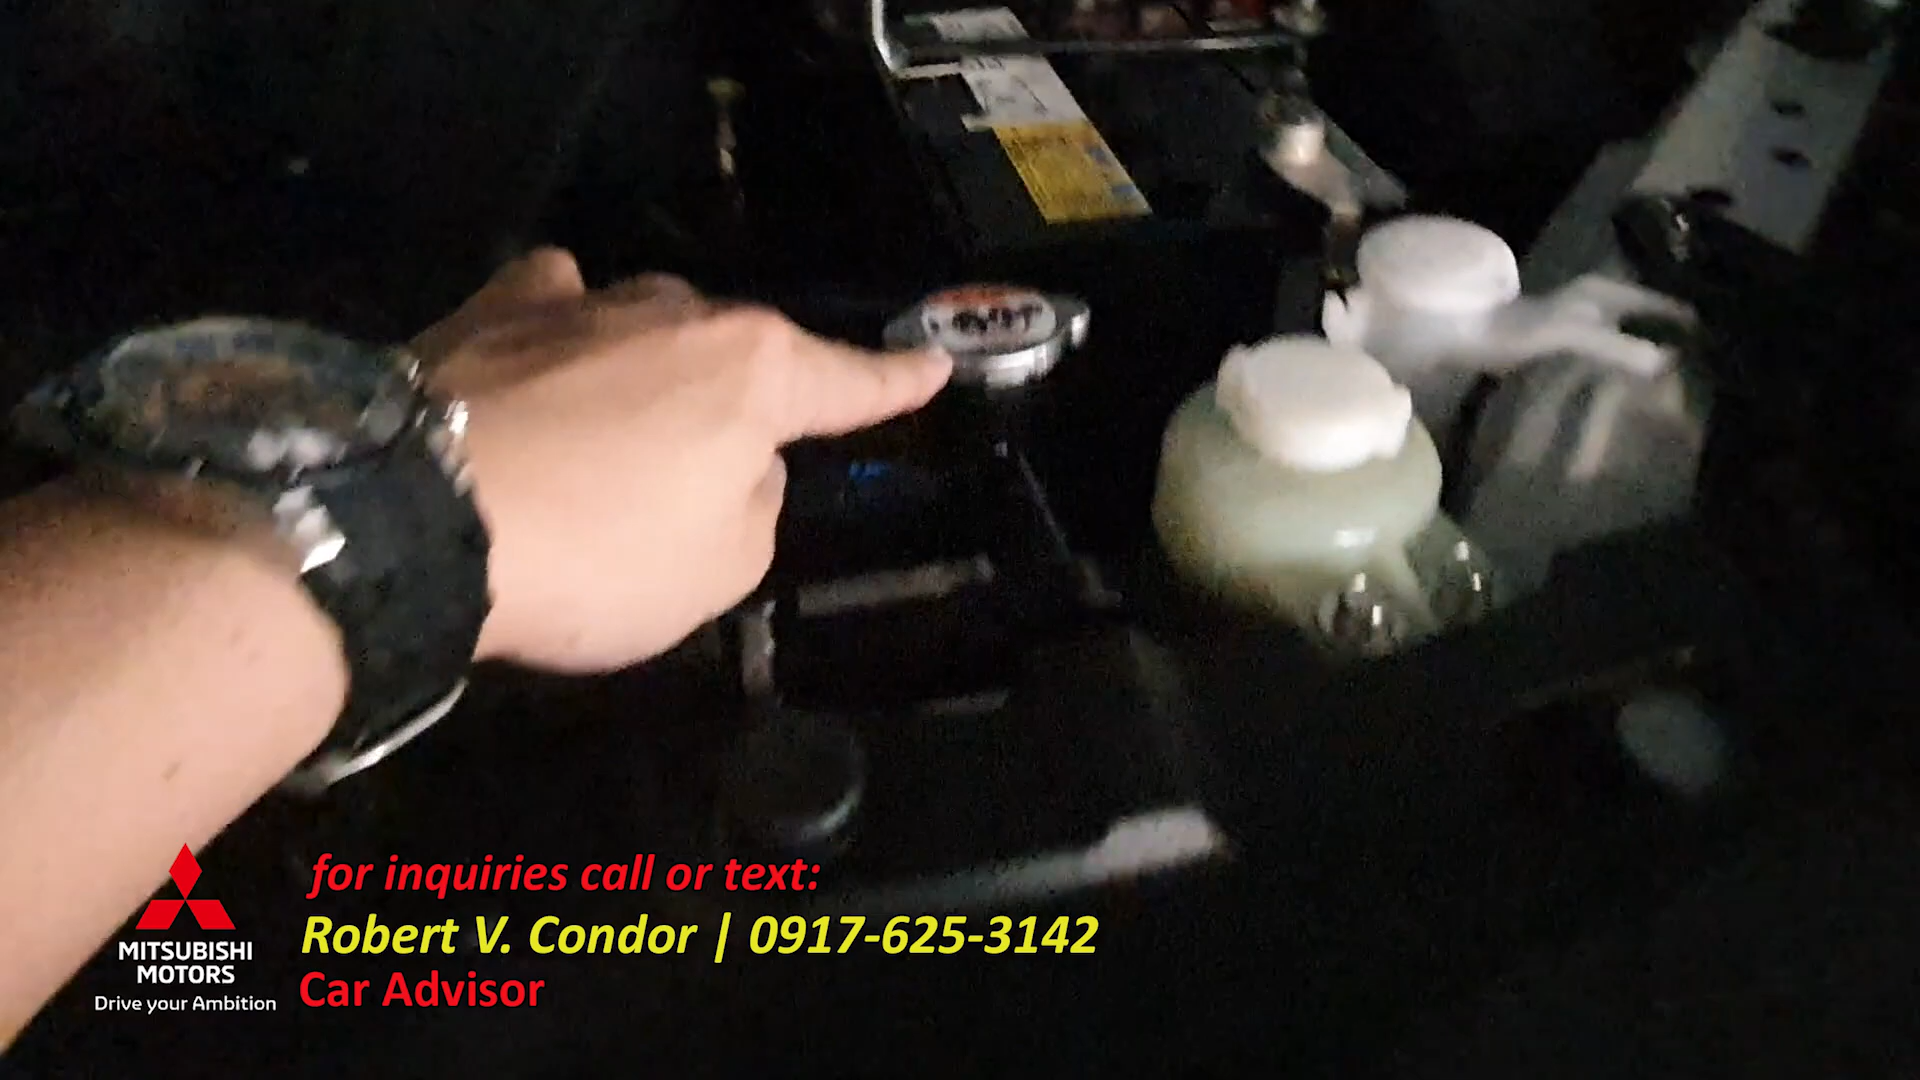 for inquiries call or text:
Robert V. Condor | 0917-625-3142
Car Advisor
MITSUBISHI
MOTORS
Drive your Ambition